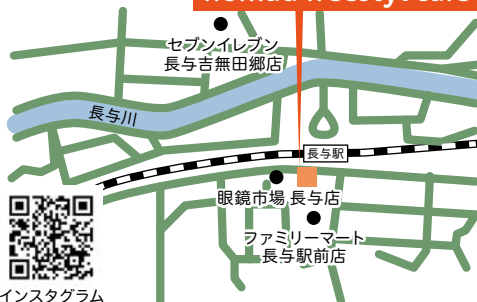 セブンイレブン
長与吉無田郷店
長与川
長与駅
眼鏡市場 長与店
ファミリーマート
長与駅前店
インスタグラム